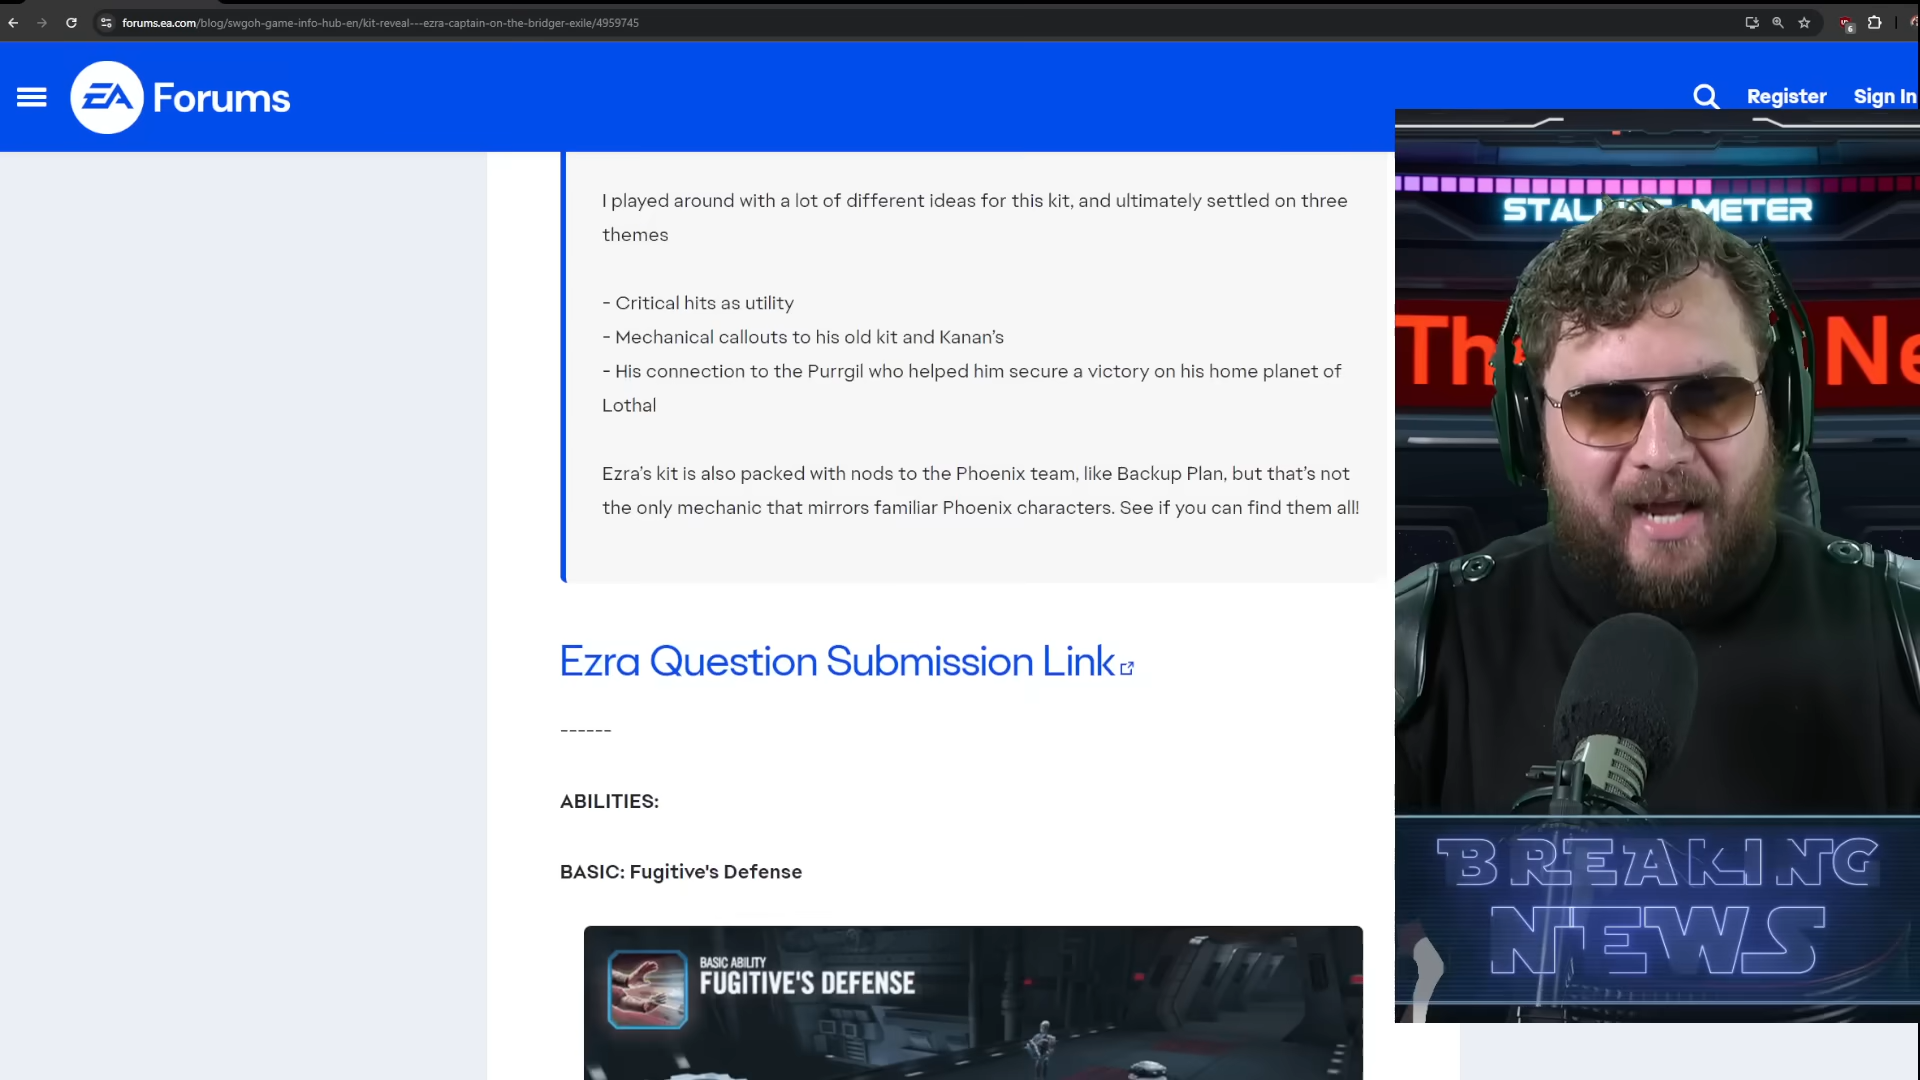 forums.ea.com/blog/swgoh-game-info-hub-en/kit-reveal---ezra-captain-on-the-bridger-exile/4959745
6
EA Forums
Register
Sign In
I played around with a lot of different ideas for this kit, and ultimately settled on three
themes
- Critical hits as utility
- Mechanical callouts to his old kit and Kanan’s
- His connection to the Purrgil who helped him secure a victory on his home planet of
Lothal
Ezra’s kit is also packed with nods to the Phoenix team, like Backup Plan, but that’s not
the only mechanic that mirrors familiar Phoenix characters. See if you can find them all!
Ezra Question Submission Link
------
ABILITIES:
BASIC: Fugitive's Defense
BASIC ABILITY
FUGITIVE'S DEFENSE
METER
BREAKING
NEWS